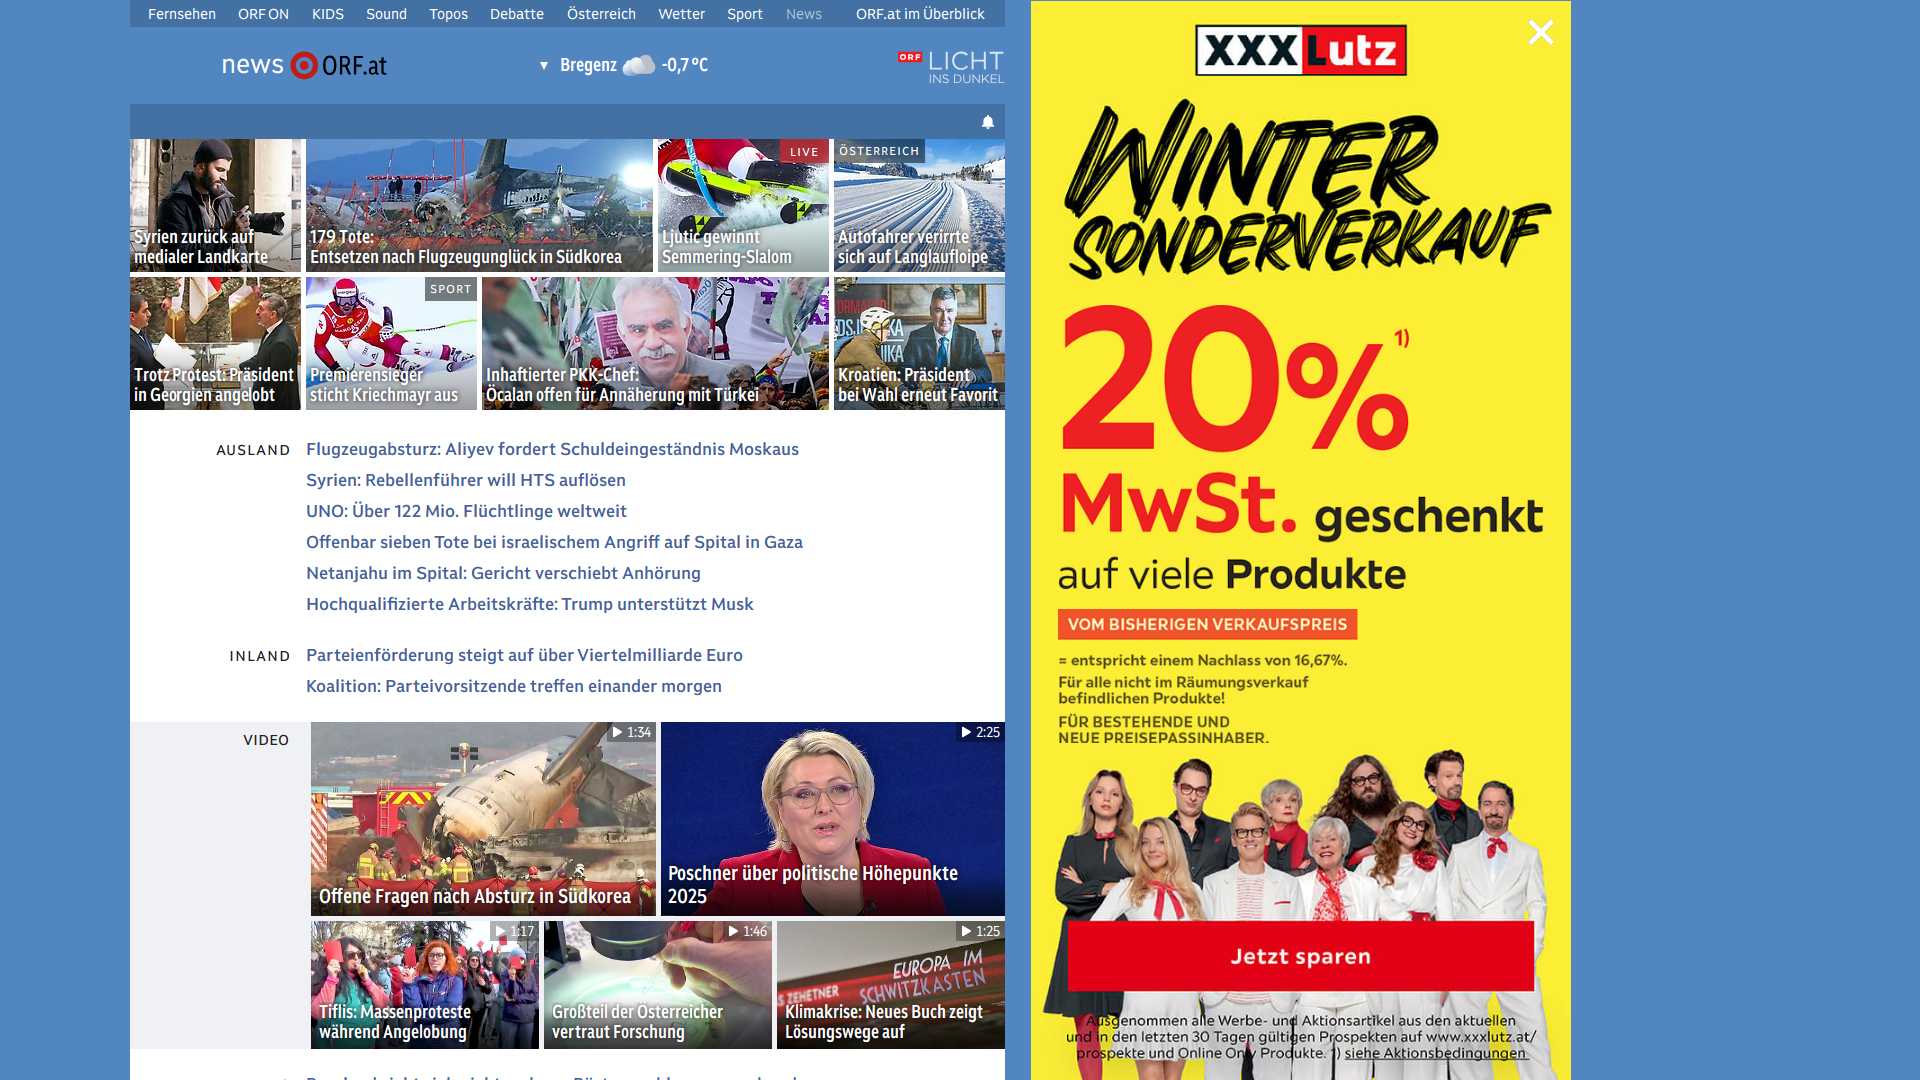 Fernsehen ORF ON KIDS Sound Topos Debatte Österreich Wetter Sport News ORF.at im Überblick
news ORF.at
▼ Bregenz -0,7 °C
ORF LICHT
INS DUNKEL
Syrien zurück auf
medialer Landkarte
179 Tote:
Entsetzen nach Flugzeugunglück in Südkorea
LIVE
Ljutic gewinnt
Semmering-Slalom
ÖSTERREICH
Autofahrer verirrte
sich auf Langlaufloipe
Trotz Protest: Präsident
in Georgien angelobt
SPORT
Premierensieger
sticht Kriechmayr aus
Inhaftierter PKK-Chef:
Öcalan offen für Annäherung mit Türkei
Kroatien: Präsident
bei Wahl erneut Favorit
AUSLAND
Flugzeugabsturz: Aliyev fordert Schuldeingeständnis Moskaus
Syrien: Rebellenführer will HTS auflösen
UNO: Über 122 Mio. Flüchtlinge weltweit
Offenbar sieben Tote bei israelischem Angriff auf Spital in Gaza
Netanjahu im Spital: Gericht verschiebt Anhörung
Hochqualifizierte Arbeitskräfte: Trump unterstützt Musk
INLAND
Parteienförderung steigt auf über Viertelmilliarde Euro
Koalition: Parteivorsitzende treffen einander morgen
VIDEO
1:34
Offene Fragen nach Absturz in Südkorea
2:25
Poschner über politische Höhepunkte
2025
1:17
Tiflis: Massenproteste
während Angelobung
1:46
Großteil der Österreicher
vertraut Forschung
1:25
EUROPA IM
SCHWITZKASTEN
ZEHETNER
Klimakrise: Neues Buch zeigt
Lösungswege auf
XXXLutz
WINTER
SONDERVERKAUF
20% 1)
MwSt. geschenkt
auf viele Produkte
VOM BISHERIGEN VERKAUFSPREIS
= entspricht einem Nachlass von 16,67%.
Für alle nicht im Räumungsverkauf
befindlichen Produkte!
FÜR BESTEHENDE UND
NEUE PREISEPASSINHABER.
Jetzt sparen
Ausgenommen alle Werbe- und Aktionsartikel aus den aktuellen
und in den letzten 30 Tagen gültigen Prospekten auf www.xxxlutz.at/
prospekte und Online Only Produkte. 1) siehe Aktionsbedingungen